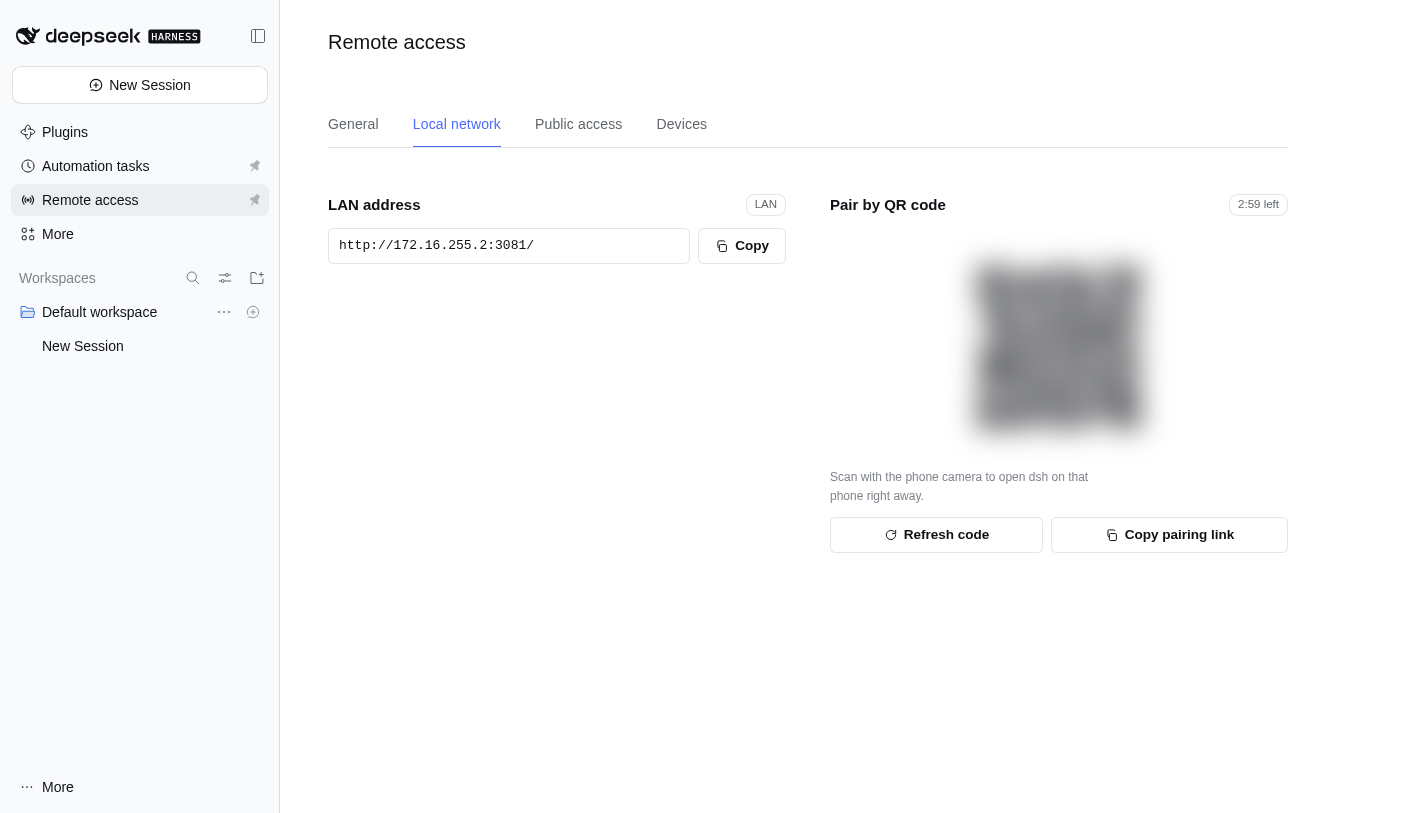 deepseek HARNESS
New Session
Plugins
Automation tasks
Remote access
More
Workspaces
Default workspace
New Session
More
Remote access
General
Local network
Public access
Devices
LAN address
LAN
http://172.16.255.2:3081/
Copy
Pair by QR code
2:59 left
Scan with the phone camera to open dsh on that
phone right away.
Refresh code
Copy pairing link